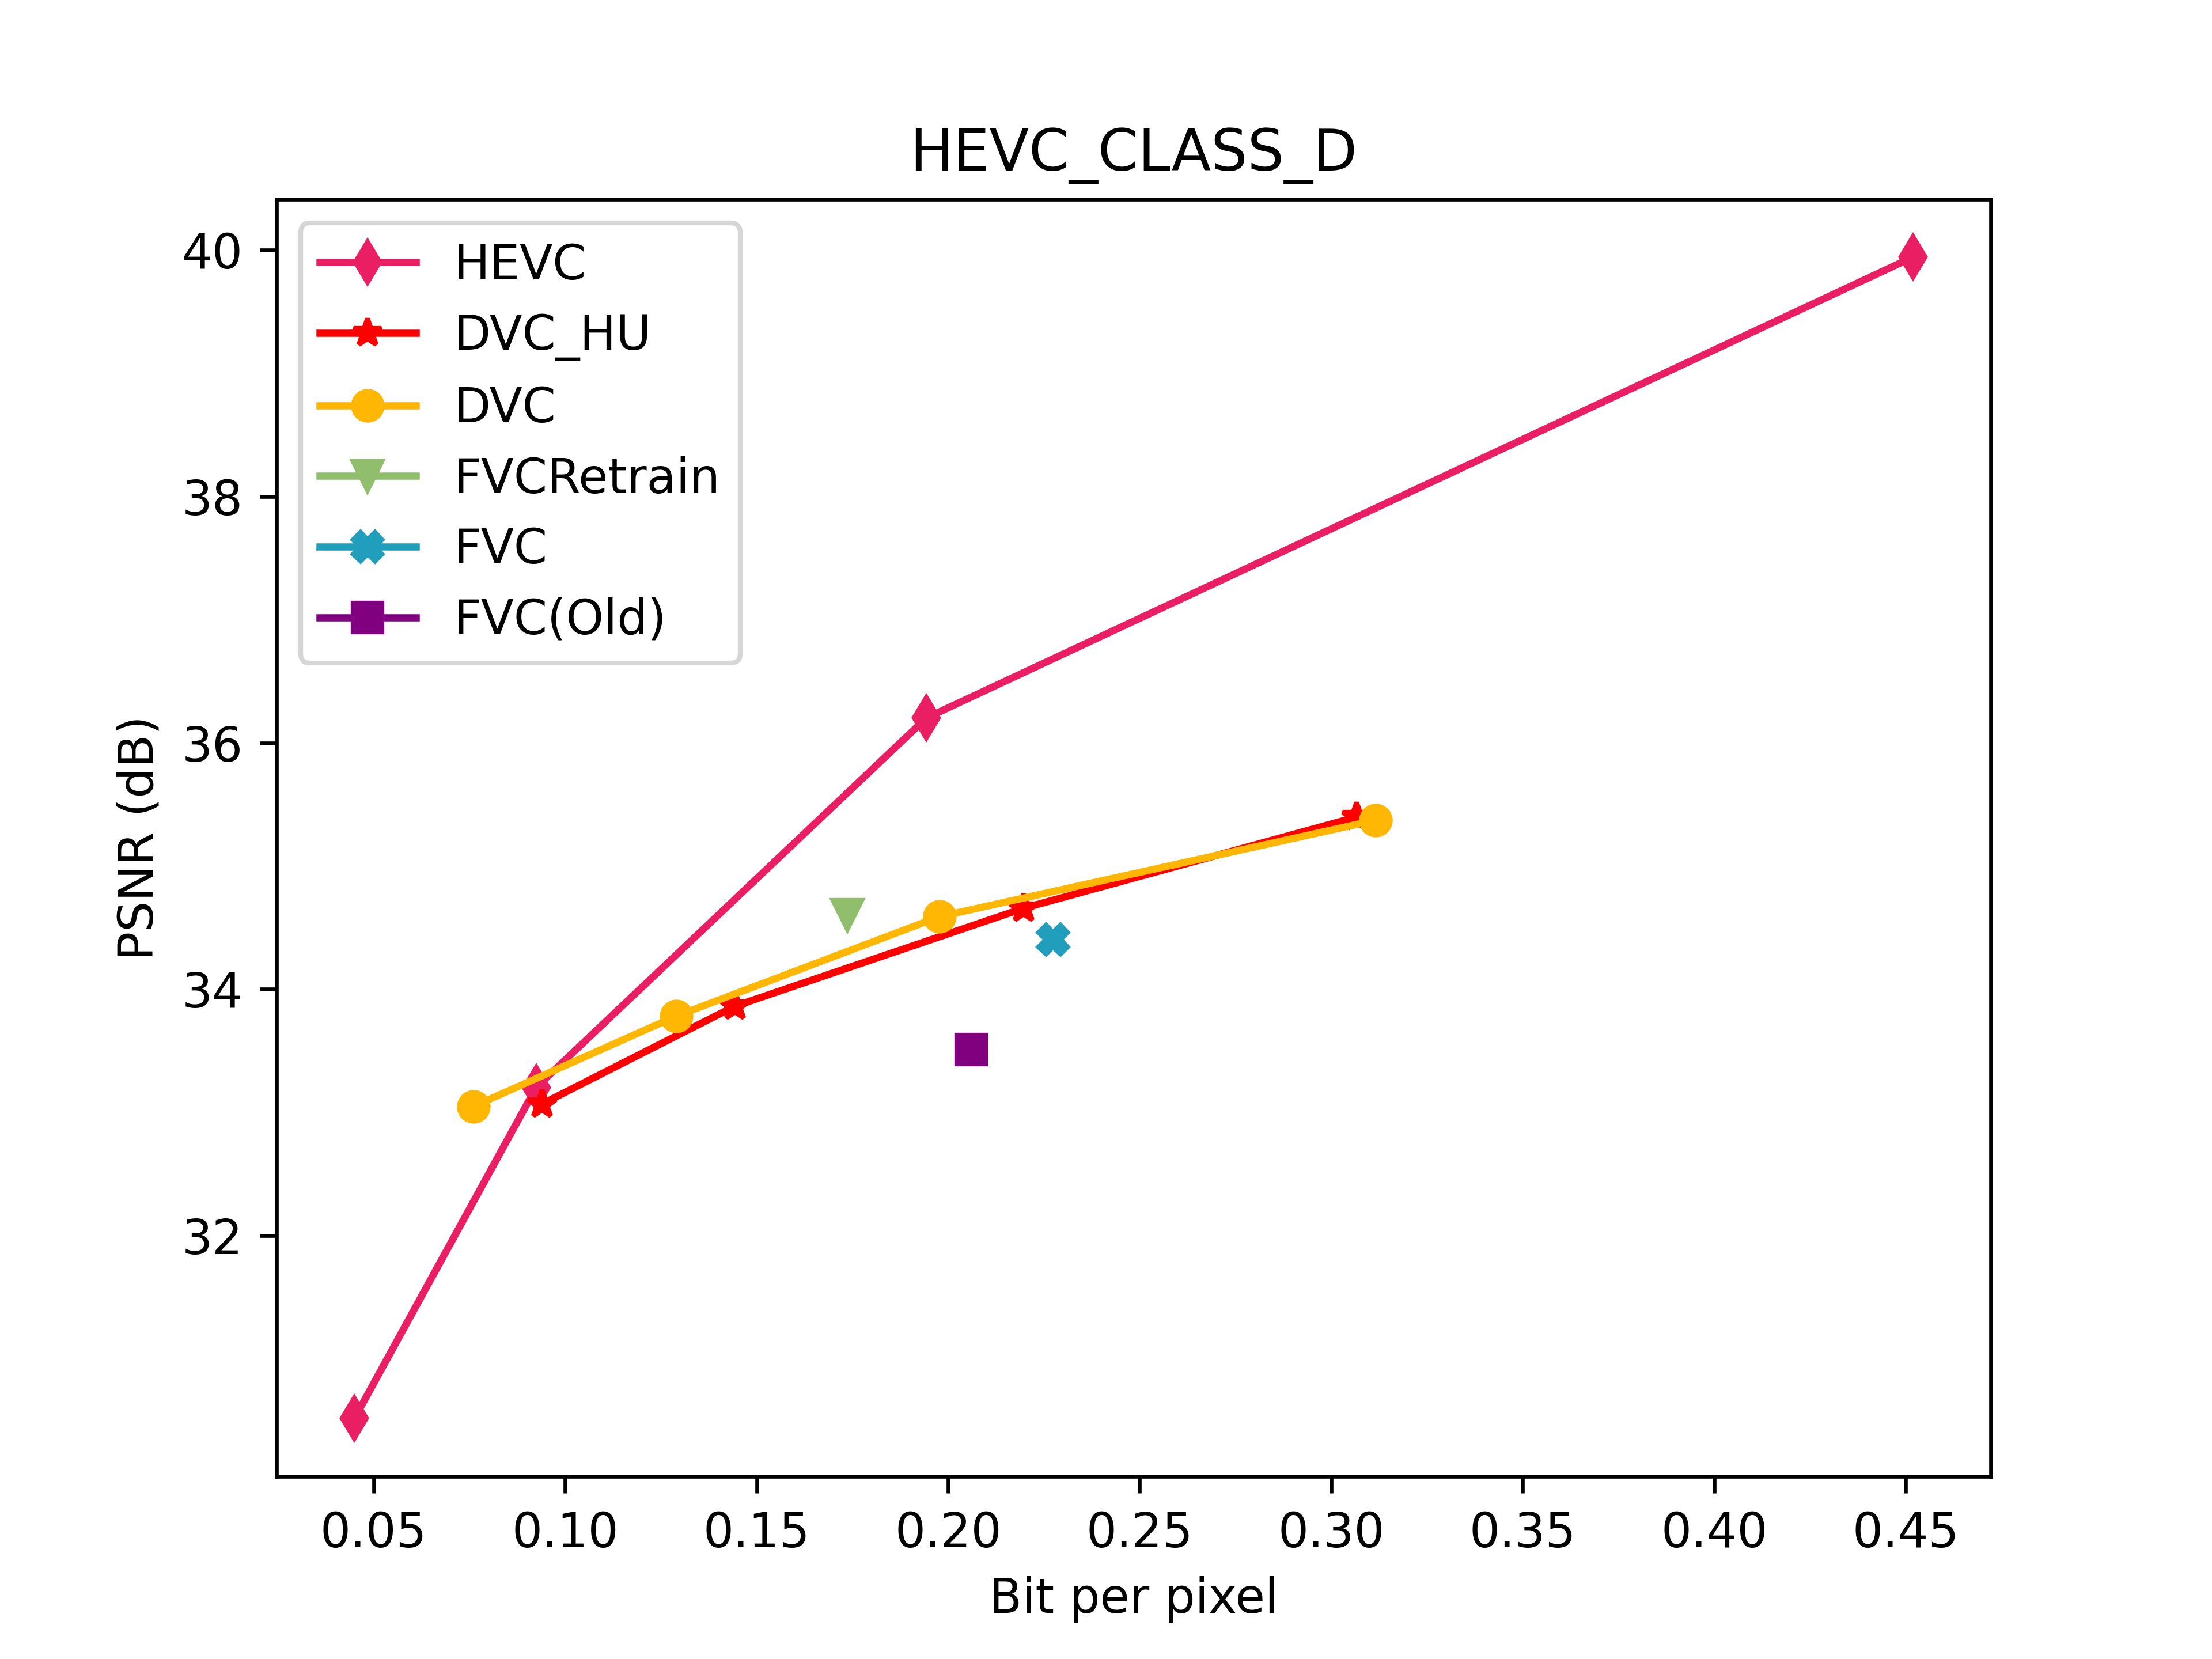 HEVC_CLASS_D
HEVC
DVC_HU
DVC
FVCRetrain
FVC
FVC(Old)
PSNR (dB)
40
38
36
34
32
0.05 0.10 0.15 0.20 0.25 0.30 0.35 0.40 0.45
Bit per pixel